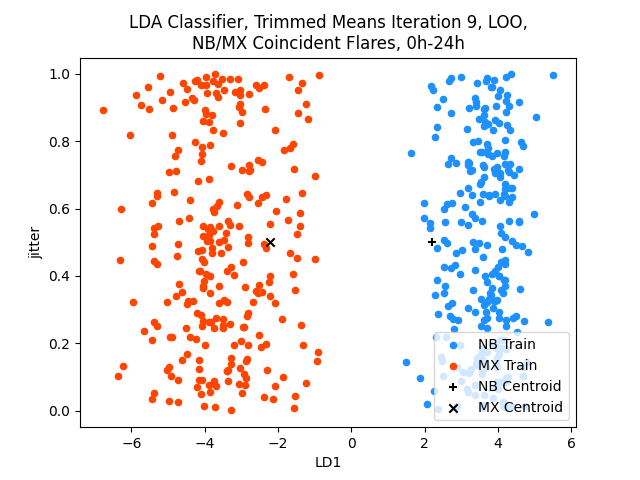 LDA Classifier, Trimmed Means Iteration 9, LOO,
NB/MX Coincident Flares, 0h-24h
1.0
0.8
0.6
0.4
0.2
0.0
jitter
NB Train
MX Train
NB Centroid
MX Centroid
−6 −4 −2 0 2 4 6
LD1